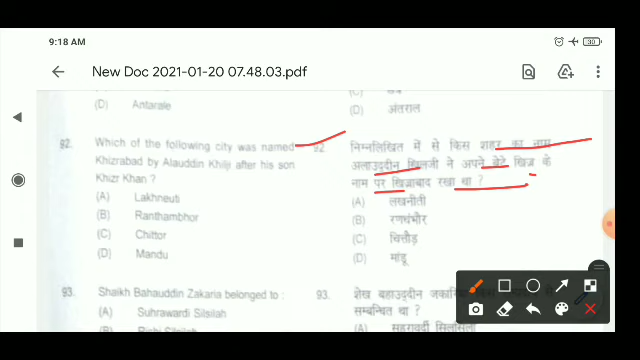 9:18 AM
30
New Doc 2021-01-20 07.48.03.pdf
(D) Antarale
(D) अंतराल
92. Which of the following city was named
Khizrabad by Alauddin Khilji after his son
Khizr Khan ?
(A) Lakhneuti
(B) Ranthambhor
(C) Chittor
(D) Mandu
92. निम्नलिखित में से किस शहर का नाम
अलाउद्दीन खिलजी ने अपने बेटे खिज्र के
नाम पर खिज्राबाद रखा था ?
(A) लखनौती
(B) रणथंभौर
(C) चित्तौड़
(D) मांडू
93. Shaikh Bahauddin Zakaria belonged to :
(A) Suhrawardi Silsilah
(B) Rishi Silsilah
93. शेख बहाउद्दीन
सम्बन्धित था ?
(A) सुहरावर्दी सिलसिला